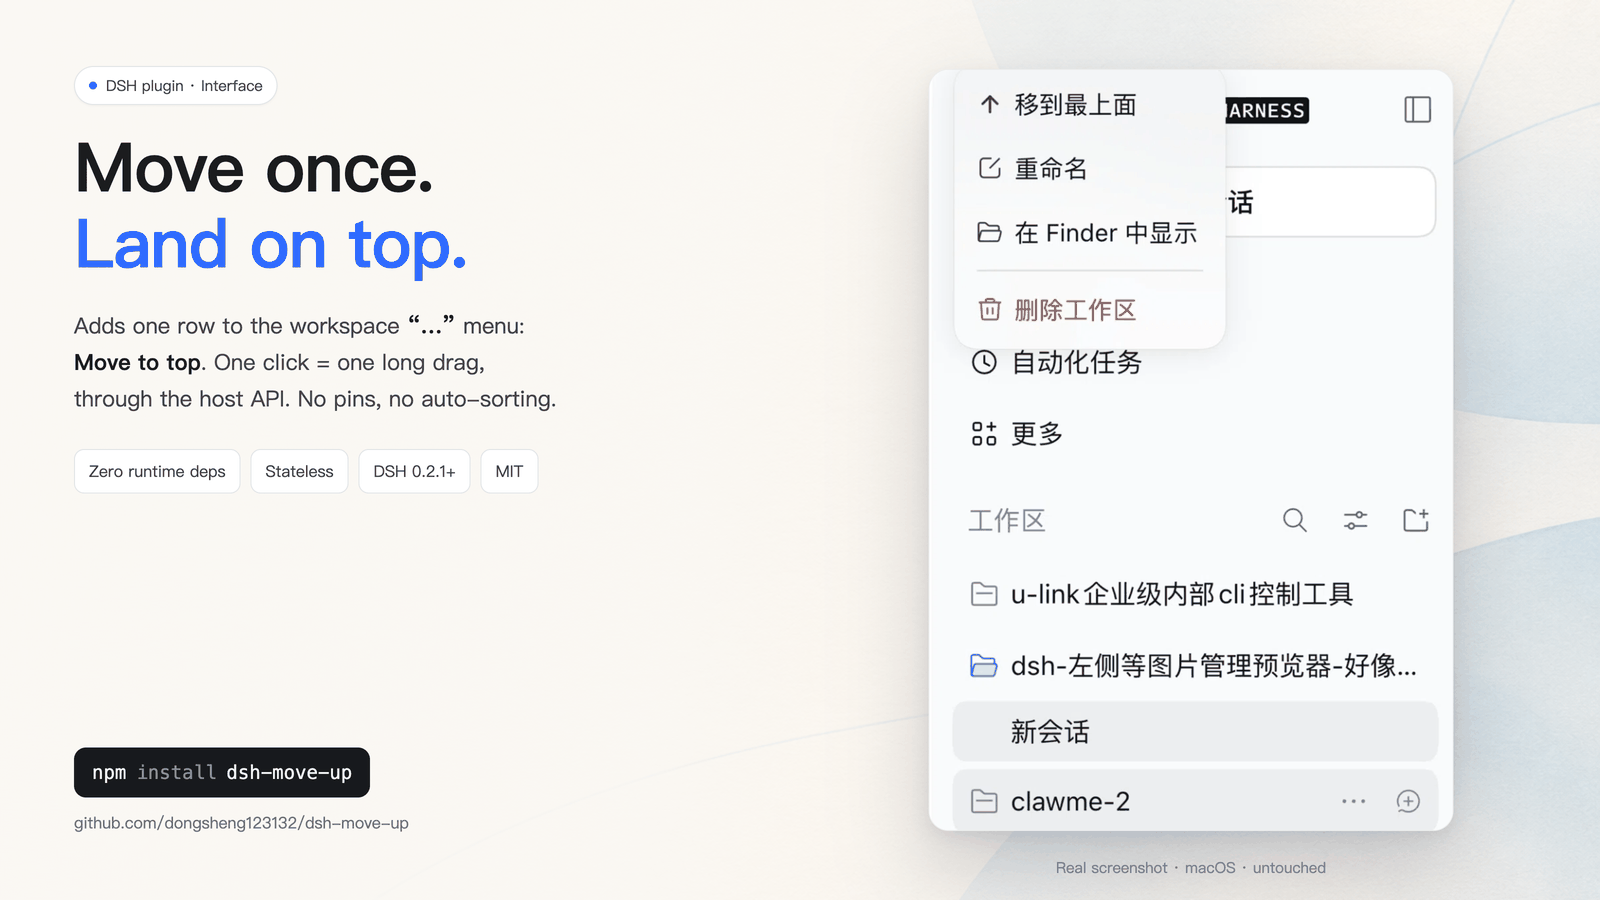 DSH plugin · Interface
Move once.
Land on top.
Adds one row to the workspace “...” menu:
Move to top. One click = one long drag,
through the host API. No pins, no auto–sorting.
Zero runtime deps
Stateless
DSH 0.2.1+
MIT
npm install dsh–move–up
github.com/dongsheng123132/dsh–move–up
移到最上面
重命名
在 Finder 中显示
删除工作区
ARNESS
话
自动化任务
更多
工作区
u-link企业级内部cli控制工具
dsh-左侧等图片管理预览器-好像...
新会话
clawme-2
Real screenshot · macOS · untouched